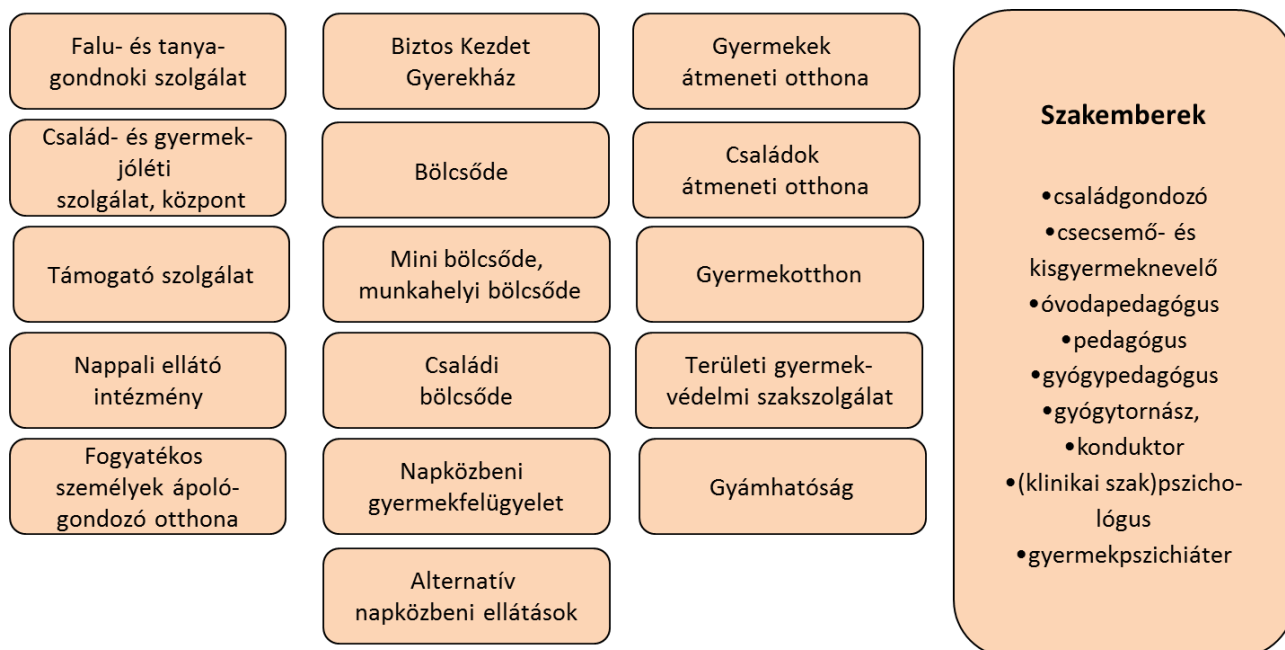 Falu- és tanya-
gondnoki szolgálat
Család- és gyermek-
jóléti
szolgálat, központ
Támogató szolgálat
Nappali ellátó
intézmény
Fogyatékos
személyek ápoló-
gondozó otthona
Biztos Kezdet
Gyerekház
Bölcsőde
Mini bölcsőde,
munkahelyi bölcsőde
Családi
bölcsőde
Napközbeni
gyermekfelügyelet
Alternatív
napközbeni ellátások
Gyermekek
átmeneti otthona
Családok
átmeneti otthona
Gyermekotthon
Területi gyermek-
védelmi szakszolgálat
Gyámhatóság
Szakemberek
•családgondozó
•csecsemő- és
kisgyermeknevelő
•óvodapedagógus
•pedagógus
•gyógypedagógus
•gyógytornász,
•konduktor
•(klinikai szak)pszicho-
lógus
•gyermekpszichiáter